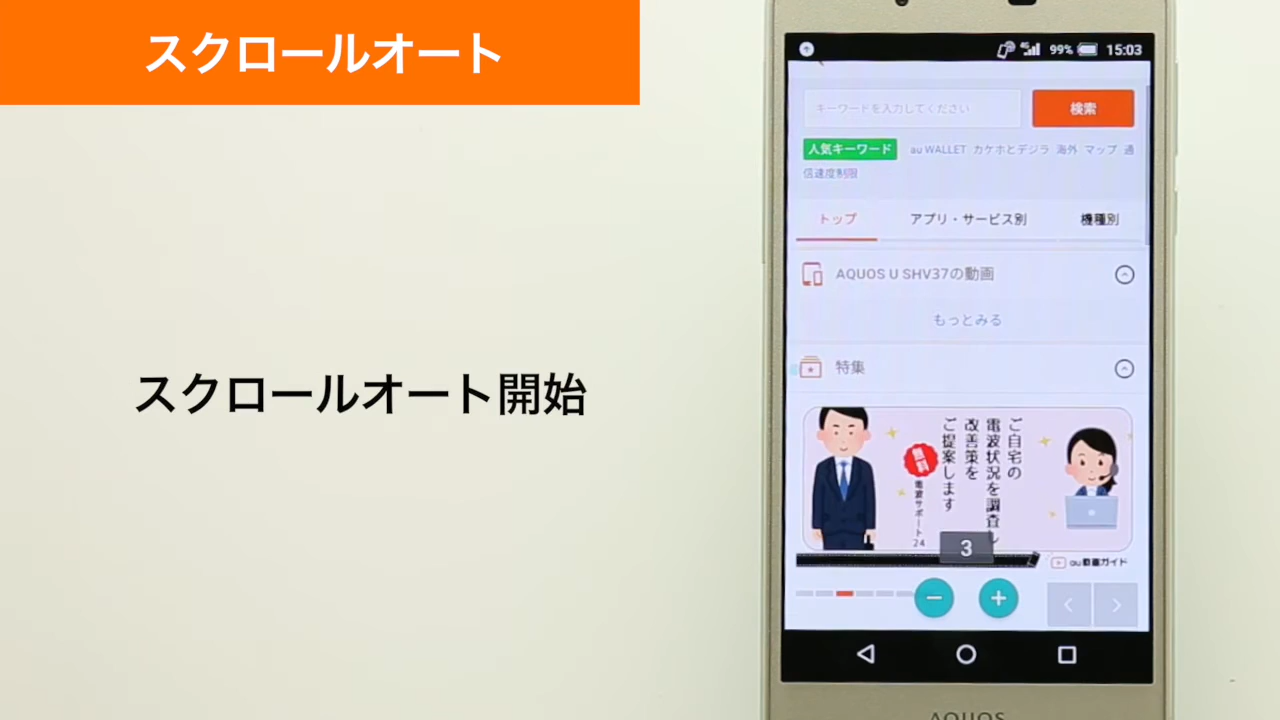 スクロールオート
スクロールオート開始
99% 15:03
キーワードを入力してください
検索
人気キーワード au WALLET カケホとデジラ 海外 マップ 通
信速度制限
トップ アプリ・サービス別 機種別
AQUOS U SHV37の動画
もっとみる
特集
ご自宅の
電波状況を調査し
改善策を
ご提案します
無料
電波サポート24
3
au動画ガイド
AQUOS